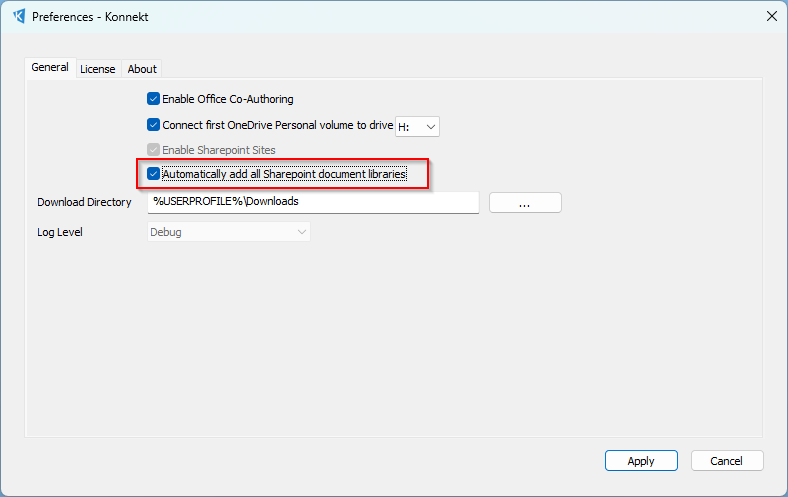 Preferences - Konnekt
General License About
Enable Office Co-Authoring
Connect first OneDrive Personal volume to drive H:
Enable Sharepoint Sites
Automatically add all Sharepoint document libraries
Download Directory %USERPROFILE%\Downloads ...
Log Level Debug
Apply Cancel